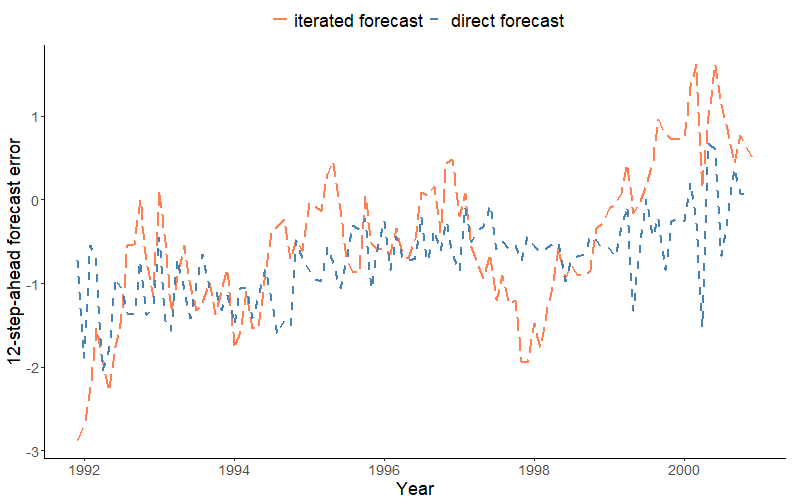 iterated forecast direct forecast
12-step-ahead forecast error
1
0
-1
-2
-3
1992 1994 1996 1998 2000
Year